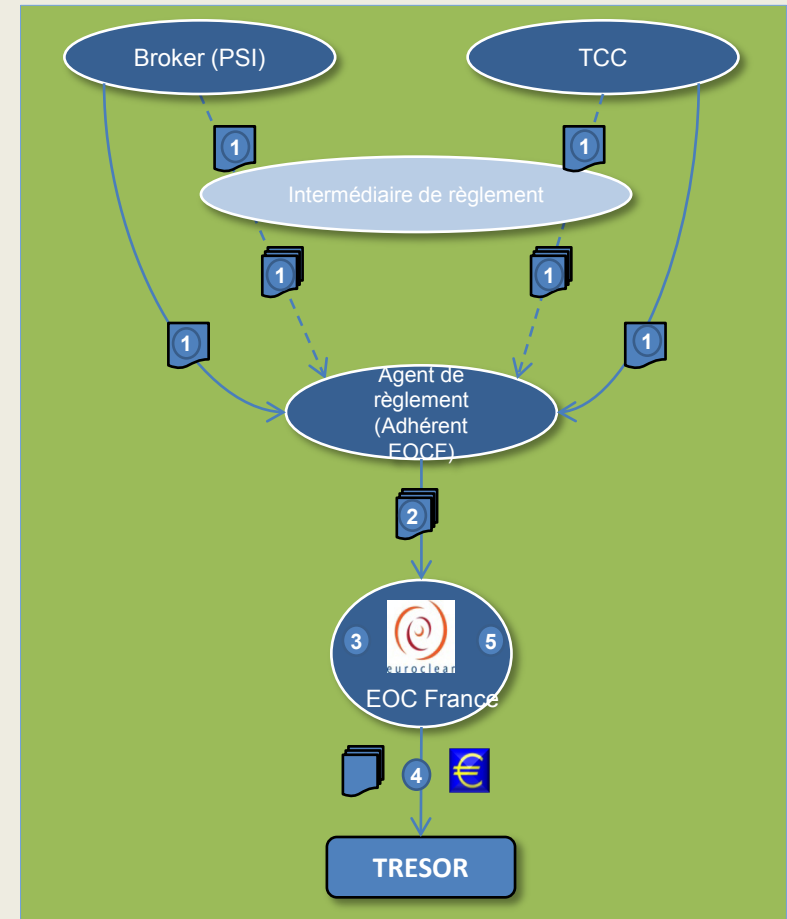 Broker (PSI)
TCC
1
1
Intermédiaire de règlement
1
1
1
1
Agent de
règlement
(Adhérent
EOCF)
2
3
5
euroclear
EOC France
4
€
TRESOR